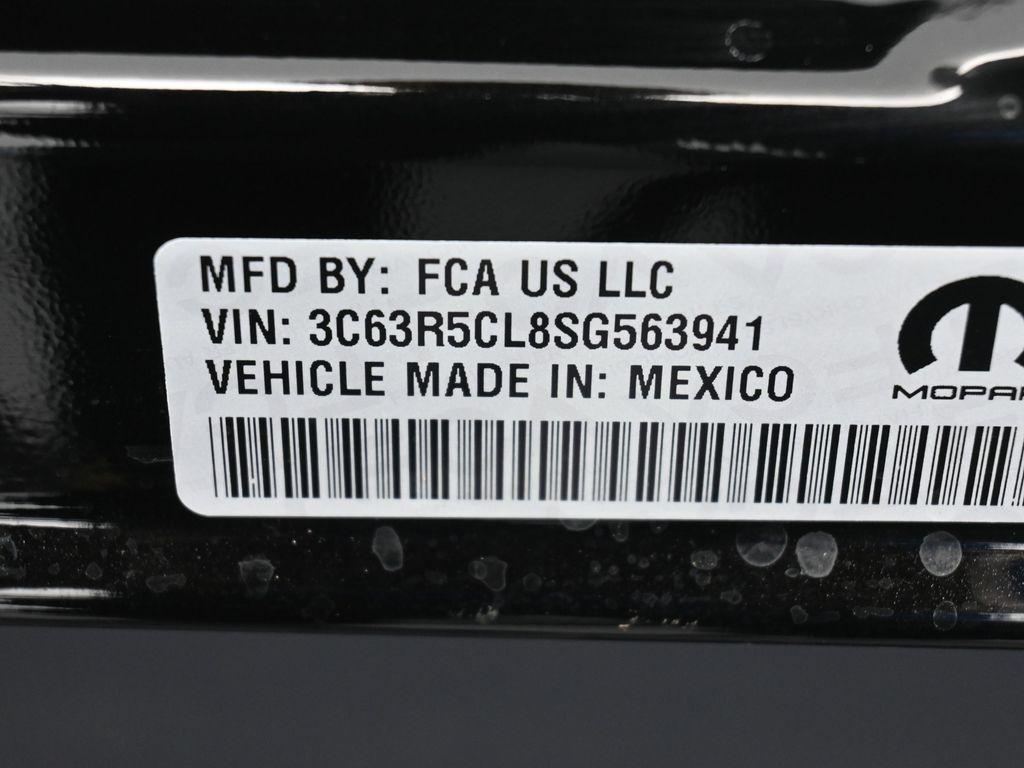 MFD BY: FCA US LLC
VIN: 3C63R5CL8SG563941
VEHICLE MADE IN: MEXICO